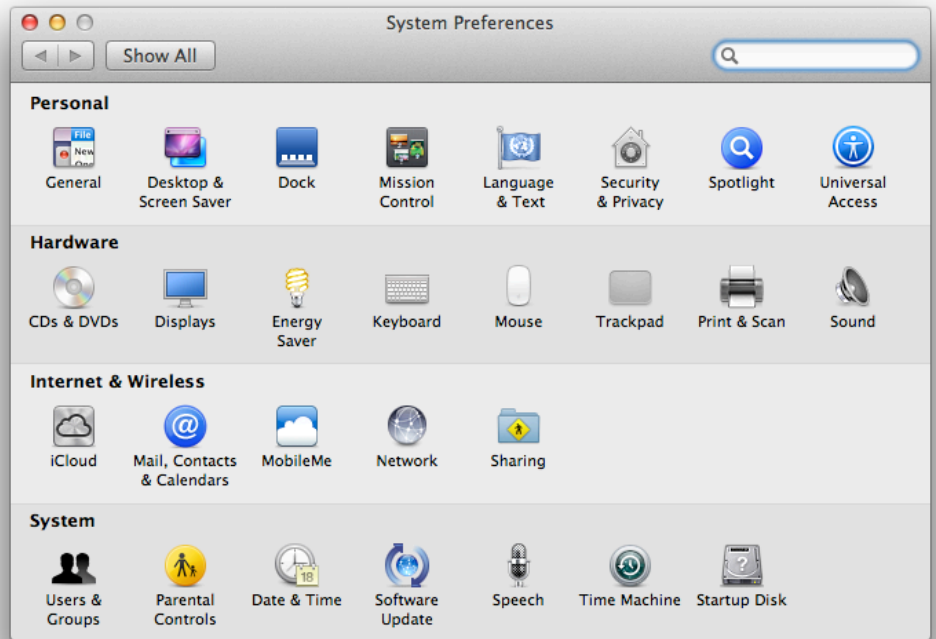 System Preferences
Show All
Personal
File
New
One
General
Desktop &
Screen Saver
Dock
Mission
Control
Language
& Text
Security
& Privacy
Spotlight
Universal
Access
Hardware
CDs & DVDs
Displays
Energy
Saver
Keyboard
Mouse
Trackpad
Print & Scan
Sound
Internet & Wireless
@
iCloud
Mail, Contacts
& Calendars
MobileMe
Network
Sharing
System
18
?
Users &
Groups
Parental
Controls
Date & Time
Software
Update
Speech
Time Machine
Startup Disk